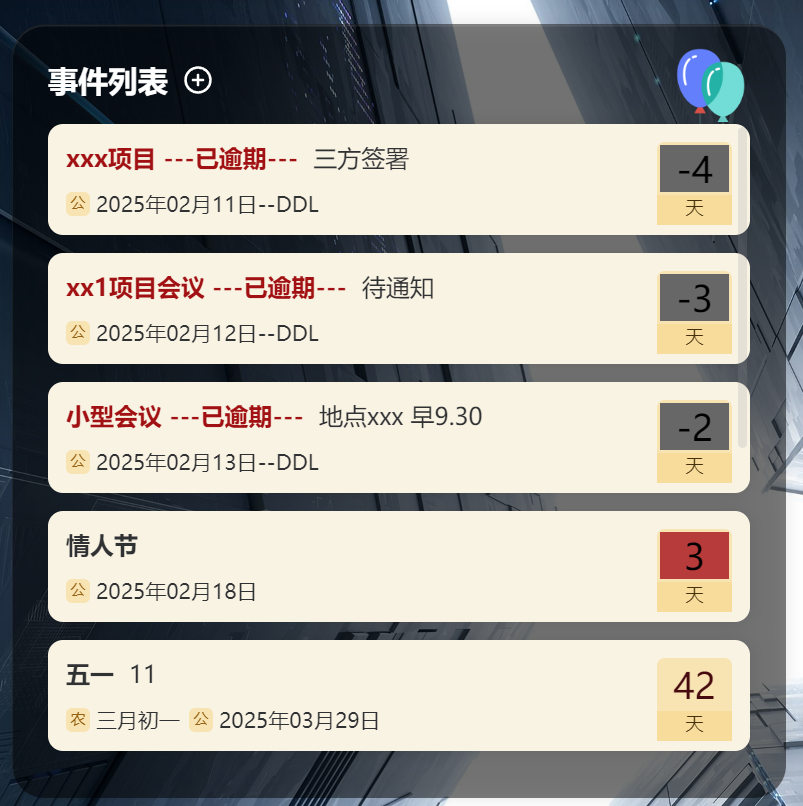 事件列表
xxx项目 ---已逾期--- 三方签署
公 2025年02月11日--DDL
-4
天
xx1项目会议 ---已逾期--- 待通知
公 2025年02月12日--DDL
-3
天
小型会议 ---已逾期--- 地点xxx 早9.30
公 2025年02月13日--DDL
-2
天
情人节
公 2025年02月18日
3
天
五一 11
农 三月初一 公 2025年03月29日
42
天